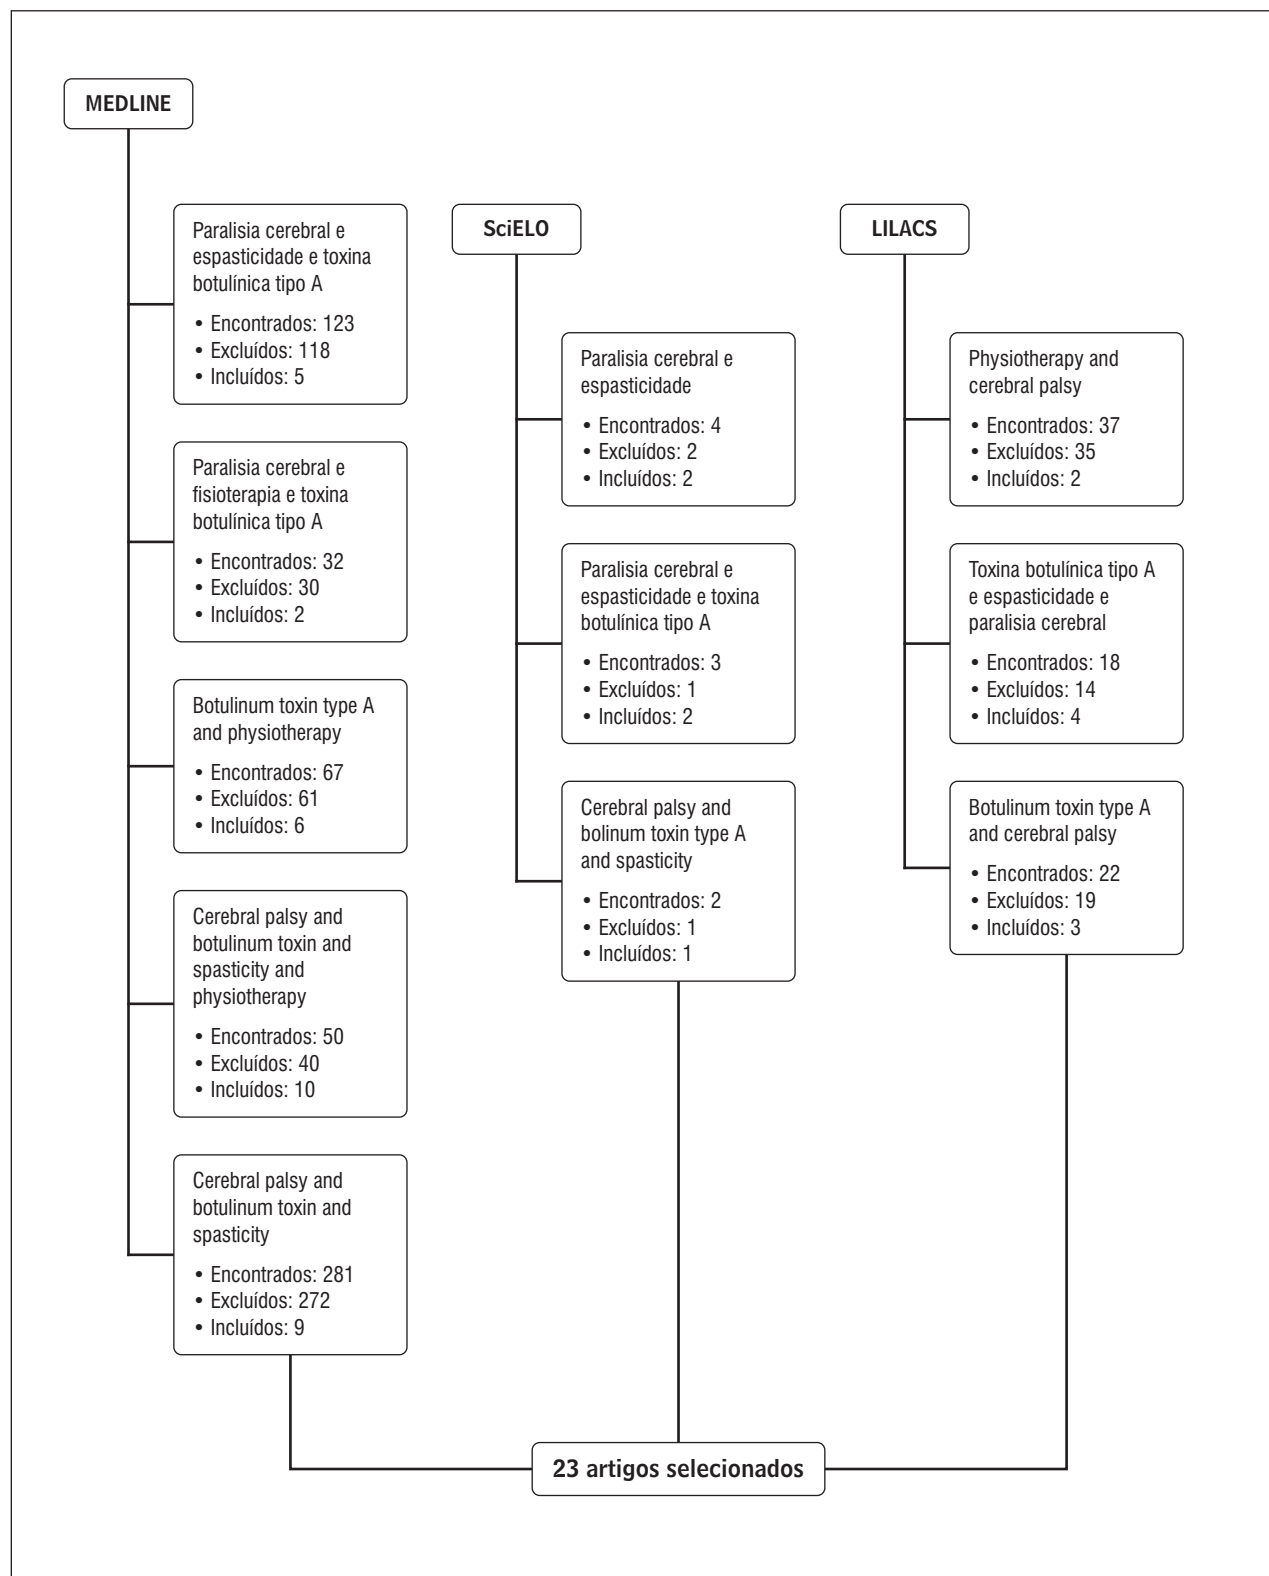 MEDLINE
Paralisia cerebral e
espasticidade e toxina
botulínica tipo A
• Encontrados: 123
• Excluídos: 118
• Incluídos: 5
Paralisia cerebral e
fisioterapia e toxina
botulínica tipo A
• Encontrados: 32
• Excluídos: 30
• Incluídos: 2
Botulinum toxin type A
and physiotherapy
• Encontrados: 67
• Excluídos: 61
• Incluídos: 6
Cerebral palsy and
botulinum toxin and
spasticity and
physiotherapy
• Encontrados: 50
• Excluídos: 40
• Incluídos: 10
Cerebral palsy and
botulinum toxin and
spasticity
• Encontrados: 281
• Excluídos: 272
• Incluídos: 9
SciELO
Paralisia cerebral e
espasticidade
• Encontrados: 4
• Excluídos: 2
• Incluídos: 2
Paralisia cerebral e
espasticidade e toxina
botulínica tipo A
• Encontrados: 3
• Excluídos: 1
• Incluídos: 2
Cerebral palsy and
bolinum toxin type A
and spasticity
• Encontrados: 2
• Excluídos: 1
• Incluídos: 1
LILACS
Physiotherapy and
cerebral palsy
• Encontrados: 37
• Excluídos: 35
• Incluídos: 2
Toxina botulínica tipo A
e espasticidade e
paralisia cerebral
• Encontrados: 18
• Excluídos: 14
• Incluídos: 4
Botulinum toxin type A
and cerebral palsy
• Encontrados: 22
• Excluídos: 19
• Incluídos: 3
23 artigos selecionados